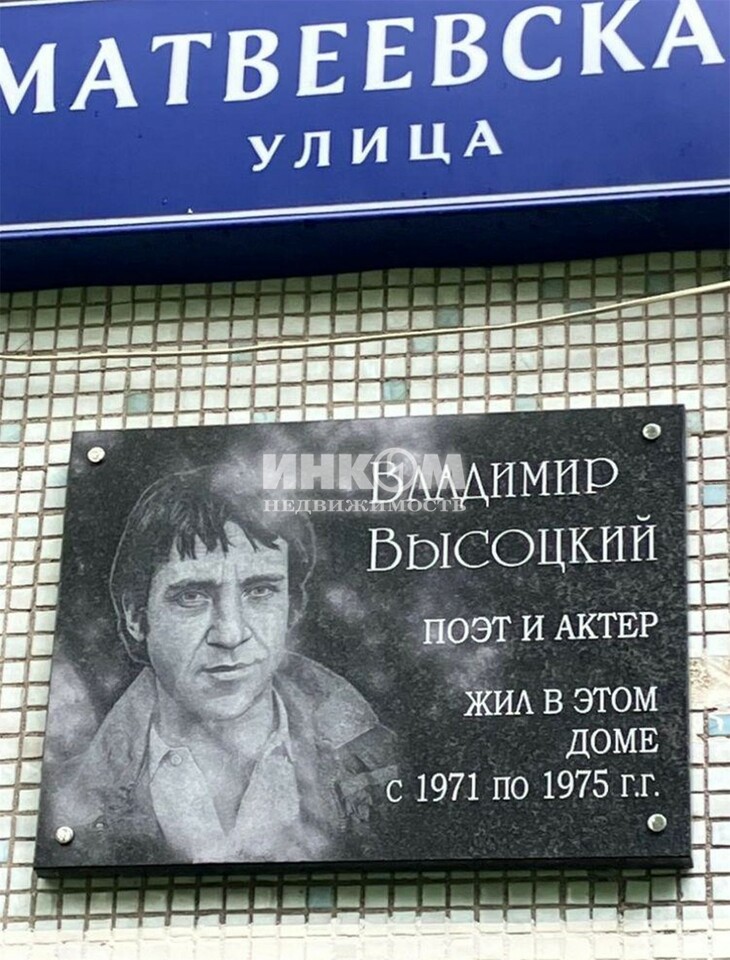 МАТВЕЕВСКА
УЛИЦА
ИНКОМ
НЕДВИЖИМОСТЬ
ВЛАДИМИР
ВЫСОЦКИЙ
ПОЭТ И АКТЕР
ЖИЛ В ЭТОМ
ДОМЕ
С 1971 ПО 1975 Г.Г.